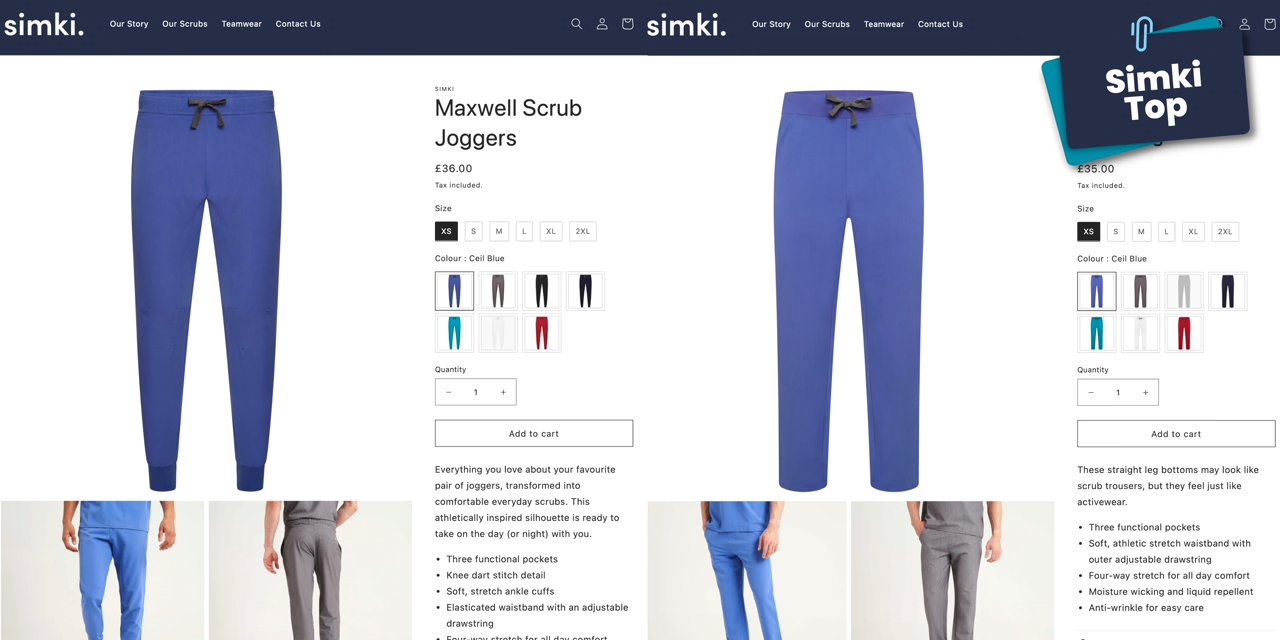 simki.
Our Story
Our Scrubs
Teamwear
Contact Us
SIMKI
Maxwell Scrub
Joggers
£36.00
Tax included.
Size
XS
S
M
L
XL
2XL
Colour : Ceil Blue
Quantity
− 1 +
Add to cart
Everything you love about your favourite
pair of joggers, transformed into
comfortable everyday scrubs. This
athletically inspired silhouette is ready to
take on the day (or night) with you.
• Three functional pockets
• Knee dart stitch detail
• Soft, stretch ankle cuffs
• Elasticated waistband with an adjustable
drawstring
• Four-way stretch for all day comfort
simki.
Our Story
Our Scrubs
Teamwear
Contact Us
Simki
Top
£35.00
Tax included.
Size
XS
S
M
L
XL
2XL
Colour : Ceil Blue
Quantity
− 1 +
Add to cart
These straight leg bottoms may look like
scrub trousers, but they feel just like
activewear.
• Three functional pockets
• Soft, athletic stretch waistband with
outer adjustable drawstring
• Four-way stretch for all day comfort
• Moisture wicking and liquid repellent
• Anti-wrinkle for easy care